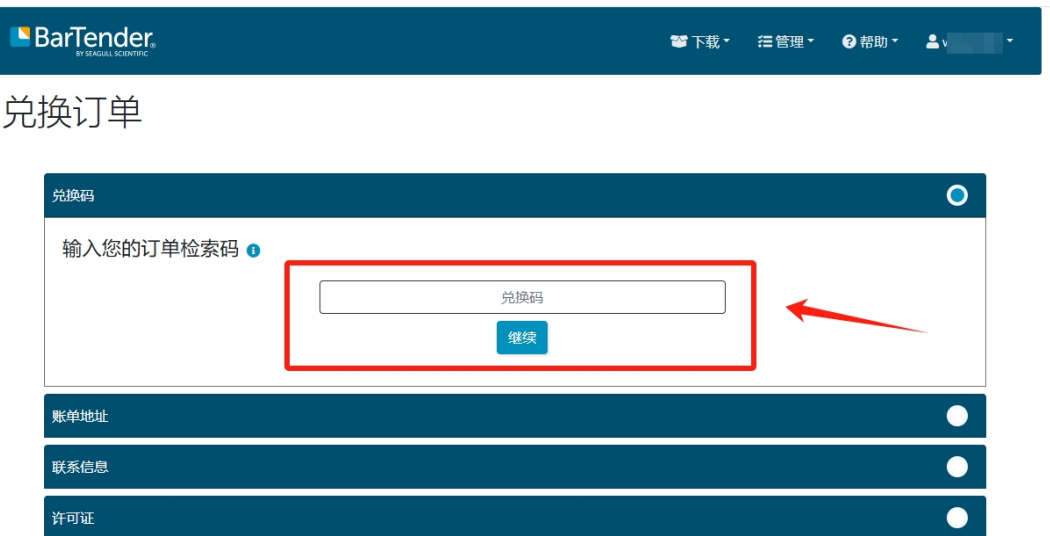 BarTender®
BY SEAGULL SCIENTIFIC
下载 管理 帮助
兑换订单
兑换码
输入您的订单检索码
兑换码
继续
账单地址
联系信息
许可证